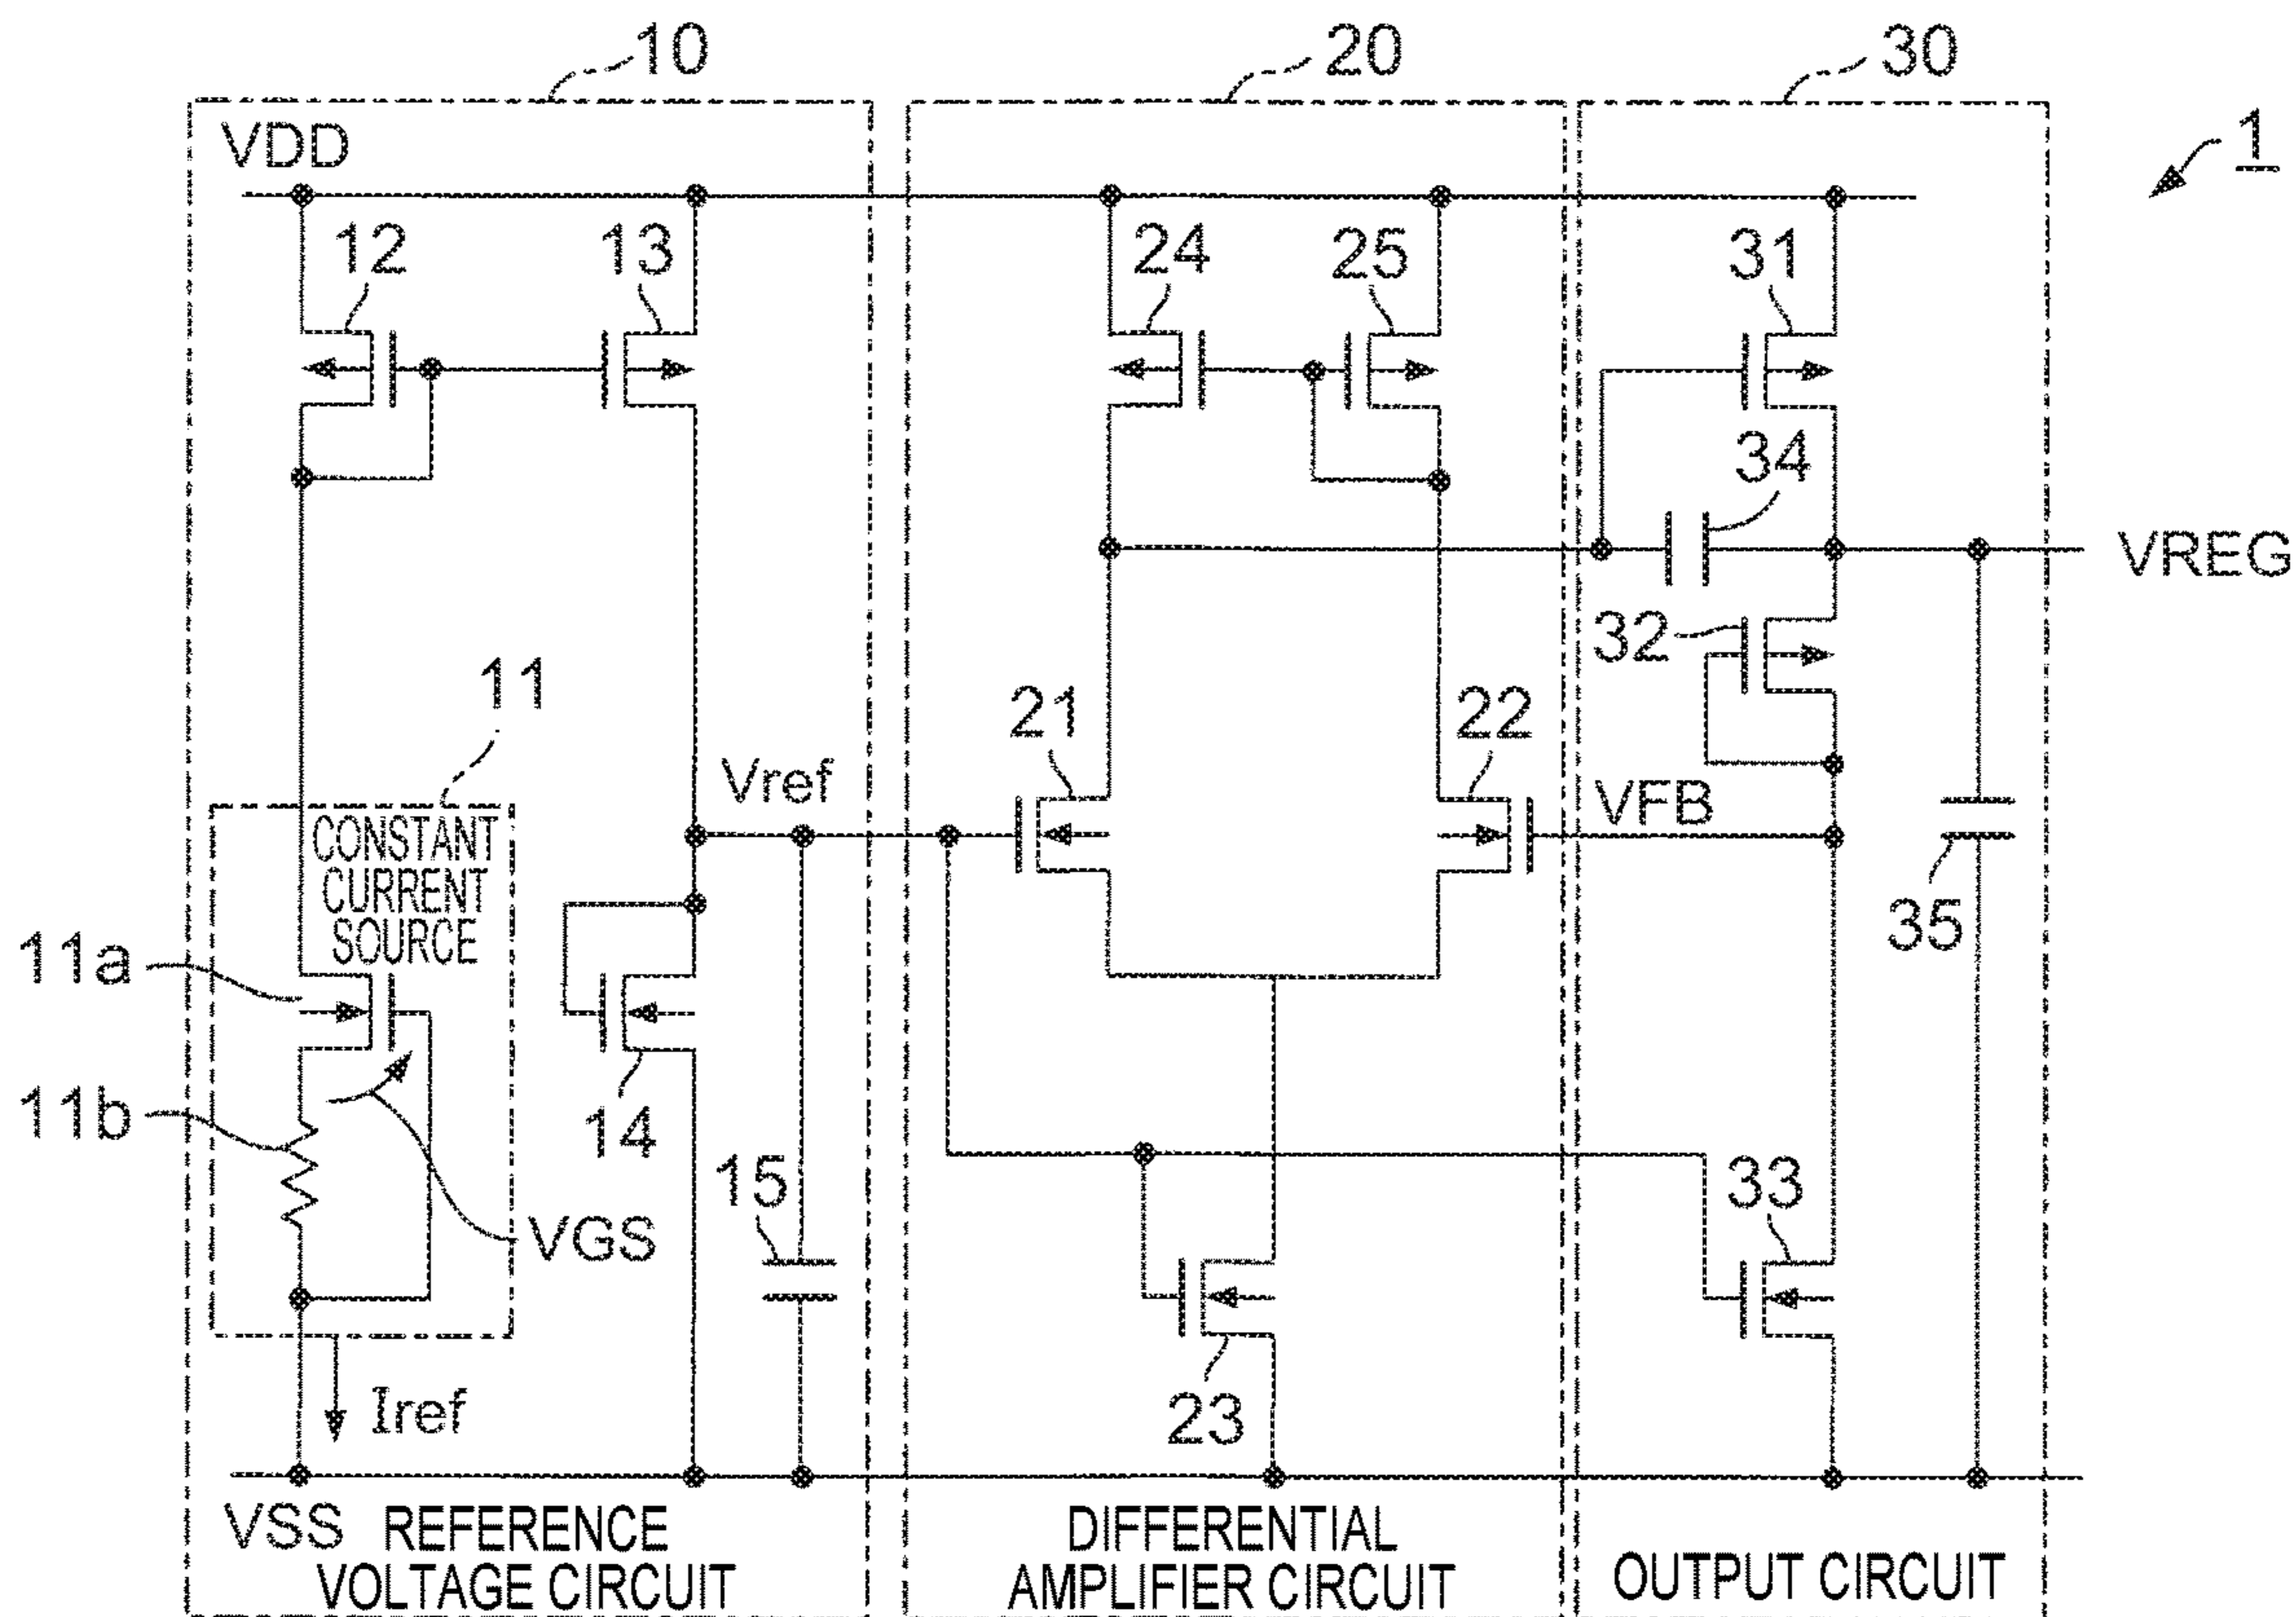 10
20
30
1
VDD
12
13
24
25
31
34
VREG
32
11
21
22
Vref
VFB
CONSTANT
CURRENT
SOURCE
11a
35
11b
14
15
33
VGS
23
Iref
VSS
REFERENCE
VOLTAGE CIRCUIT
DIFFERENTIAL
AMPLIFIER CIRCUIT
OUTPUT CIRCUIT